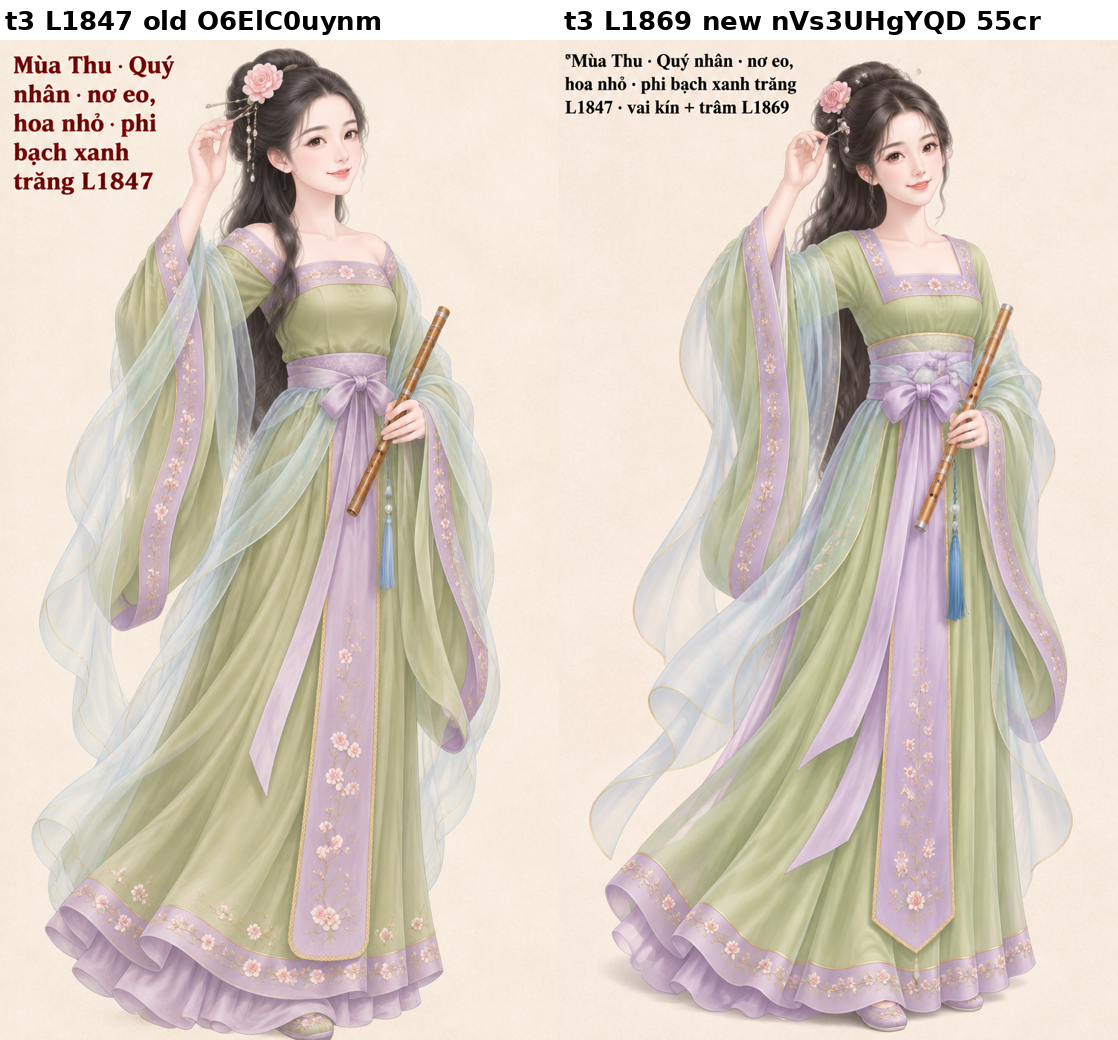 t3 L1847 old O6ElC0uynm
t3 L1869 new nVs3UHgYQD 55cr
Mùa Thu · Quý
nhân · nơ eo,
hoa nhỏ · phi
bạch xanh
trăng L1847
"Mùa Thu · Quý nhân · nơ eo,
hoa nhỏ · phi bạch xanh trăng
L1847 · vai kín + trâm L1869